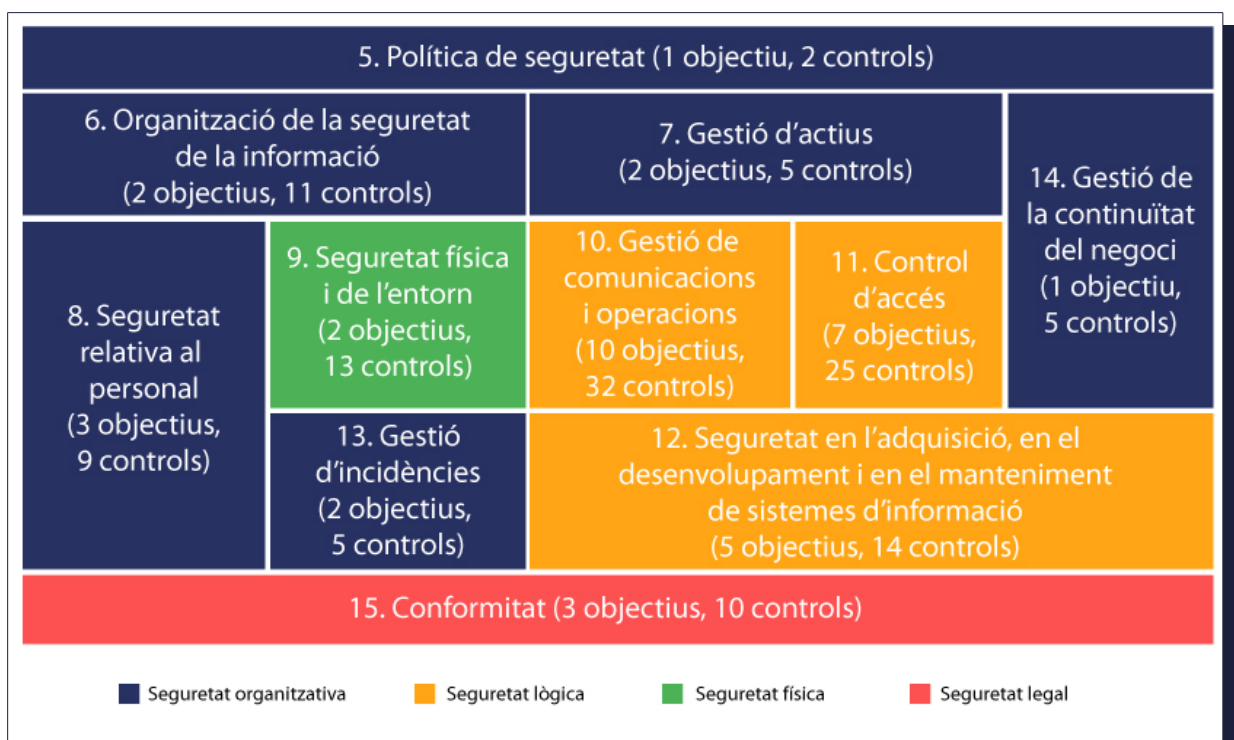 5. Política de seguretat (1 objectiu, 2 controls)
6. Organització de la seguretat
de la informació
(2 objectius, 11 controls)
7. Gestió d’actius
(2 objectius, 5 controls)
14. Gestió de
la continuïtat
del negoci
(1 objectiu,
5 controls)
8. Seguretat
relativa al
personal
(3 objectius,
9 controls)
9. Seguretat física
i de l’entorn
(2 objectius,
13 controls)
10. Gestió de
comunicacions
i operacions
(10 objectius,
32 controls)
11. Control
d’accés
(7 objectius,
25 controls)
13. Gestió
d’incidències
(2 objectius,
5 controls)
12. Seguretat en l’adquisició, en el
desenvolupament i en el manteniment
de sistemes d’informació
(5 objectius, 14 controls)
15. Conformitat (3 objectius, 10 controls)
Seguretat organitzativa
Seguretat lògica
Seguretat física
Seguretat legal